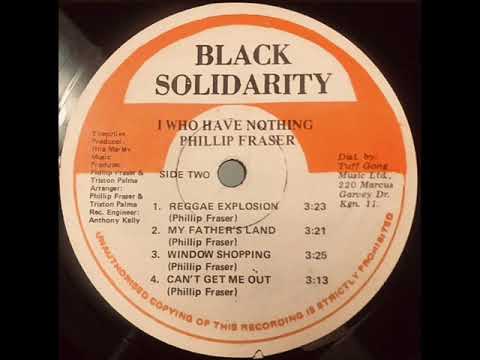 BLACK
SOLIDARITY
I WHO HAVE NOTHING
PHILLIP FRASER
Executive
Producer:
Rita Marley
Music
Producer:
Phillip Fraser &
Triston Palma
Arranger:
Phillip Fraser &
Triston Palma
Rec. Engineer:
Anthony Kelly
Dist. by:
Tuff Gong
Music Ltd.,
220 Marcus
Garvey Dr.
Kgn. 11.
SIDE TWO
1. REGGAE EXPLOSION 3:23
(Phillip Fraser)
2. MY FATHER'S LAND 3:21
(Phillip Fraser)
3. WINDOW SHOPPING 3:25
(Phillip Fraser)
4. CAN'T GET ME OUT 3:13
(Phillip Fraser)
UNAUTHORISED COPYING OF THIS RECORDING IS STRICTLY PROHIBITED